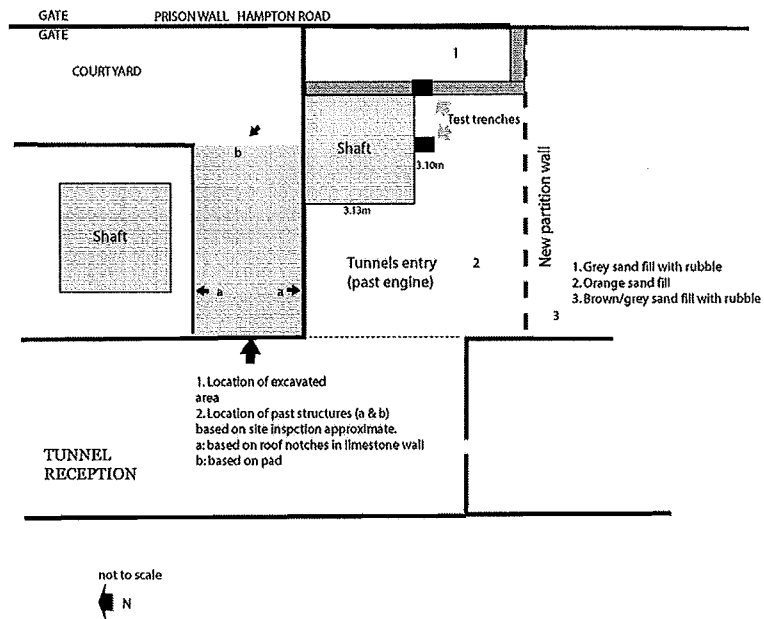 GATE
PRISON WALL HAMPTON ROAD
GATE
1
COURTYARD
b
Shaft
Test trenches
3.10m
3.13m
Shaft
a
a
Tunnels entry
(past engine)
2
New partition wall
1.Grey sand fill with rubble
2.Orange sand fill
3.Brown/grey sand fill with rubble
3
1.Location of excavated
area
2.Location of past structures (a & b)
based on site inspction approximate.
a: based on roof notches in limestone wall
b: based on pad
TUNNEL
RECEPTION
not to scale
N